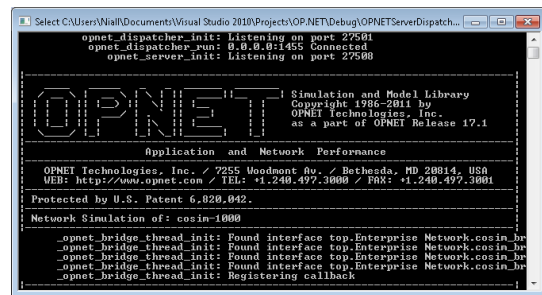 Select C:\Users\Niall\Documents\Visual Studio 2010\Projects\OP.NET\Debug\OPNETServerDispatch...
opnet_dispatcher_init: Listening on port 27501
opnet_dispatcher_run: 0.0.0.0:1455 Connected
opnet_server_init: Listening on port 27508
OPNET
Simulation and Model Library
Copyright 1986-2011 by
OPNET Technologies, Inc.
as a part of OPNET Release 17.1
Application and Network Performance
OPNET Technologies, Inc. / 7255 Woodmont Av. / Bethesda, MD 20814, USA
WEB: http://www.opnet.com / TEL: +1.240.497.3000 / FAX: +1.240.497.3001
Protected by U.S. Patent 6,820,042.
Network Simulation of: cosim-1000
_opnet_bridge_thread_init: Found interface top.Enterprise Network.cosim_br
_opnet_bridge_thread_init: Found interface top.Enterprise Network.cosim_br
_opnet_bridge_thread_init: Found interface top.Enterprise Network.cosim_br
_opnet_bridge_thread_init: Found interface top.Enterprise Network.cosim_br
_opnet_bridge_thread_init: Registering callback